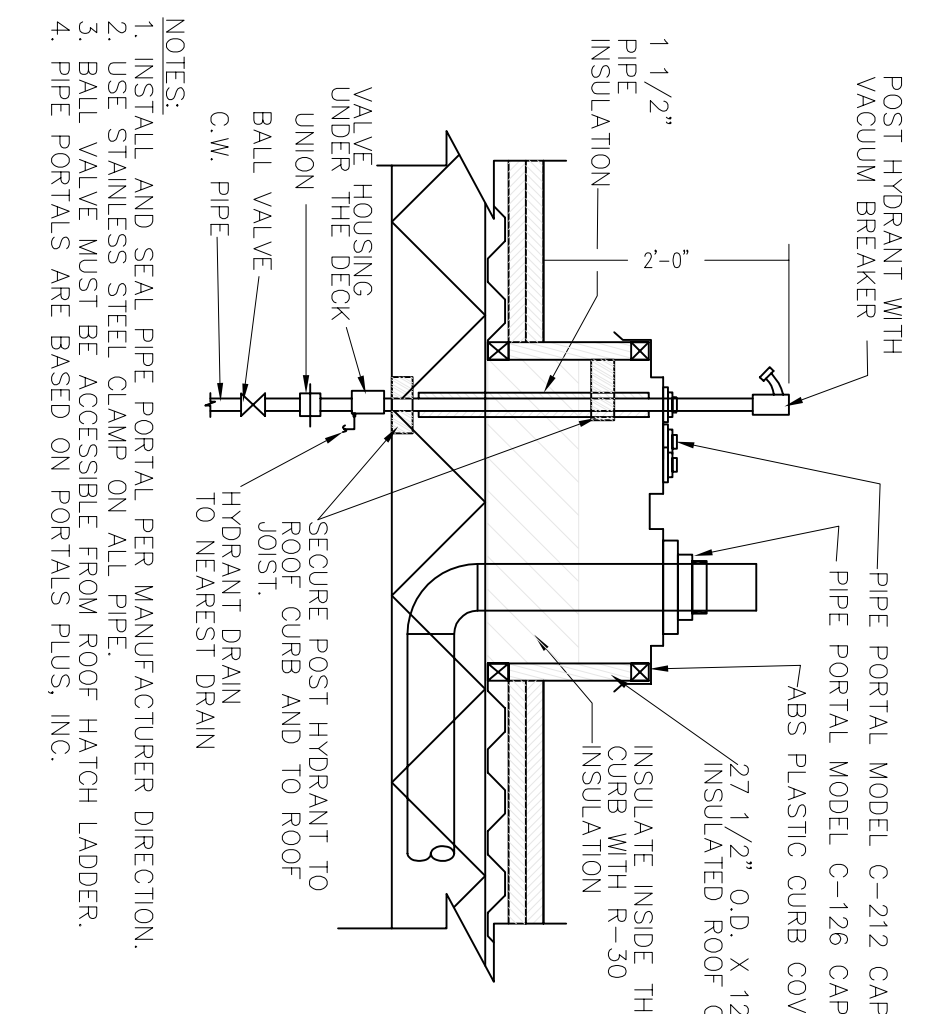 POST HYDRANT WITH
VACUUM BREAKER
1 1/2"
PIPE
INSULATION
2'-0"
PIPE PORTAL MODEL C-212 CAP
PIPE PORTAL MODEL C-126 CAP
ABS PLASTIC CURB COV
27 1/2" O.D. X 12
INSULATED ROOF
INSULATE INSIDE TH
CURB WITH R-30
INSULATION
VALVE HOUSING
UNDER THE DECK
UNION
BALL VALVE
C.W. PIPE
SECURE POST HYDRANT TO
ROOF CURB AND TO ROOF
JOIST.
HYDRANT DRAIN
TO NEAREST DRAIN
NOTES:
1. INSTALL AND SEAL PIPE PORTAL PER MANUFACTURER DIRECTION.
2. USE STAINLESS STEEL CLAMP ON ALL PIPE.
3. BALL VALVE MUST BE ACCESSIBLE FROM ROOF HATCH LADDER.
4. PIPE PORTALS ARE BASED ON PORTALS PLUS, INC.